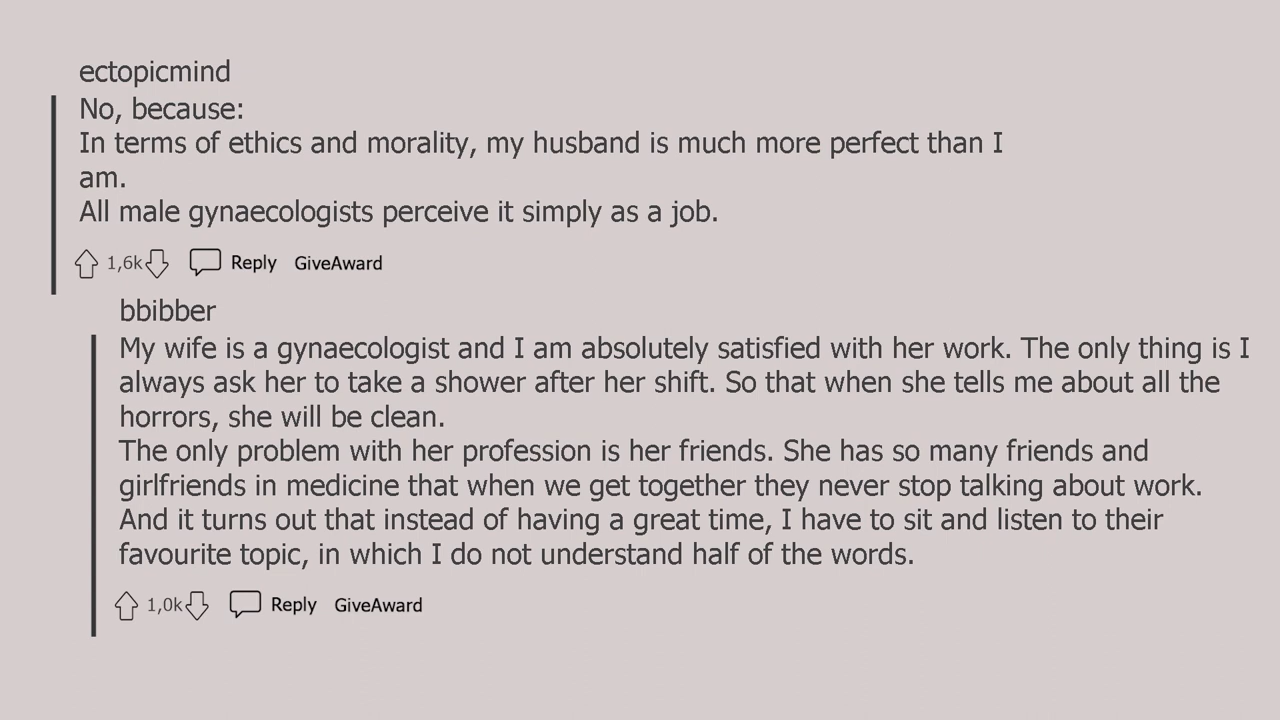 ectopicmind
No, because:
In terms of ethics and morality, my husband is much more perfect than I
am.
All male gynaecologists perceive it simply as a job.
1,6k Reply GiveAward
bbibber
My wife is a gynaecologist and I am absolutely satisfied with her work. The only thing is I
always ask her to take a shower after her shift. So that when she tells me about all the
horrors, she will be clean.
The only problem with her profession is her friends. She has so many friends and
girlfriends in medicine that when we get together they never stop talking about work.
And it turns out that instead of having a great time, I have to sit and listen to their
favourite topic, in which I do not understand half of the words.
1,0k Reply GiveAward